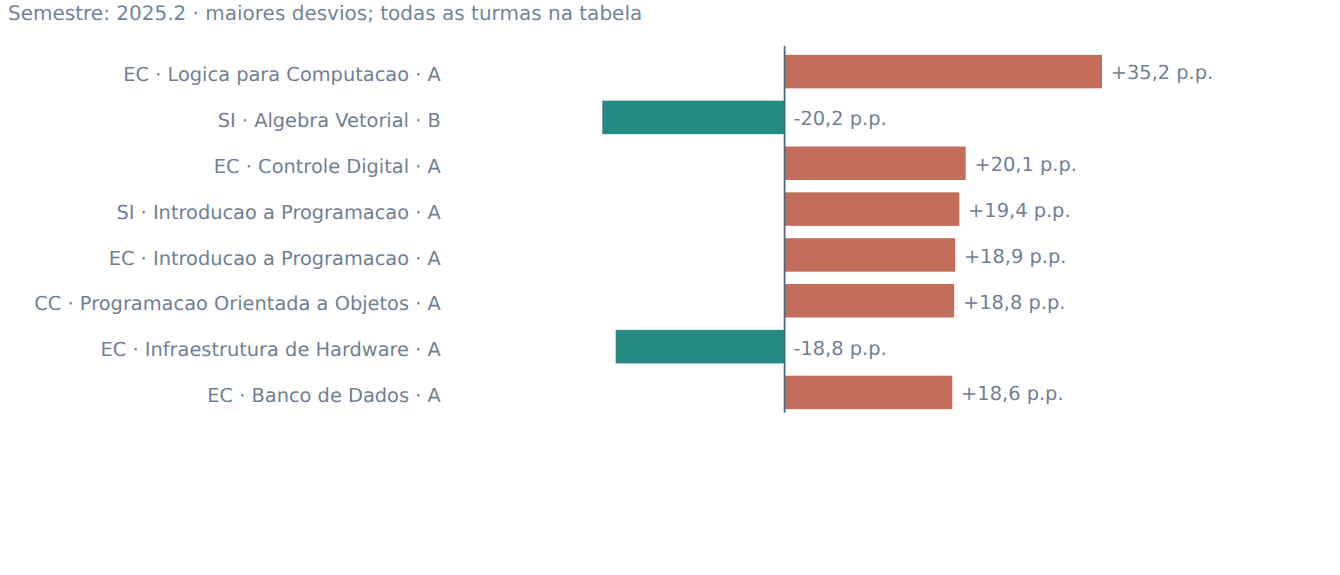 Semestre: 2025.2 · maiores desvios; todas as turmas na tabela
EC · Logica para Computacao · A +35,2 p.p.
SI · Algebra Vetorial · B -20,2 p.p.
EC · Controle Digital · A +20,1 p.p.
SI · Introducao a Programacao · A +19,4 p.p.
EC · Introducao a Programacao · A +18,9 p.p.
CC · Programacao Orientada a Objetos · A +18,8 p.p.
EC · Infraestrutura de Hardware · A -18,8 p.p.
EC · Banco de Dados · A +18,6 p.p.